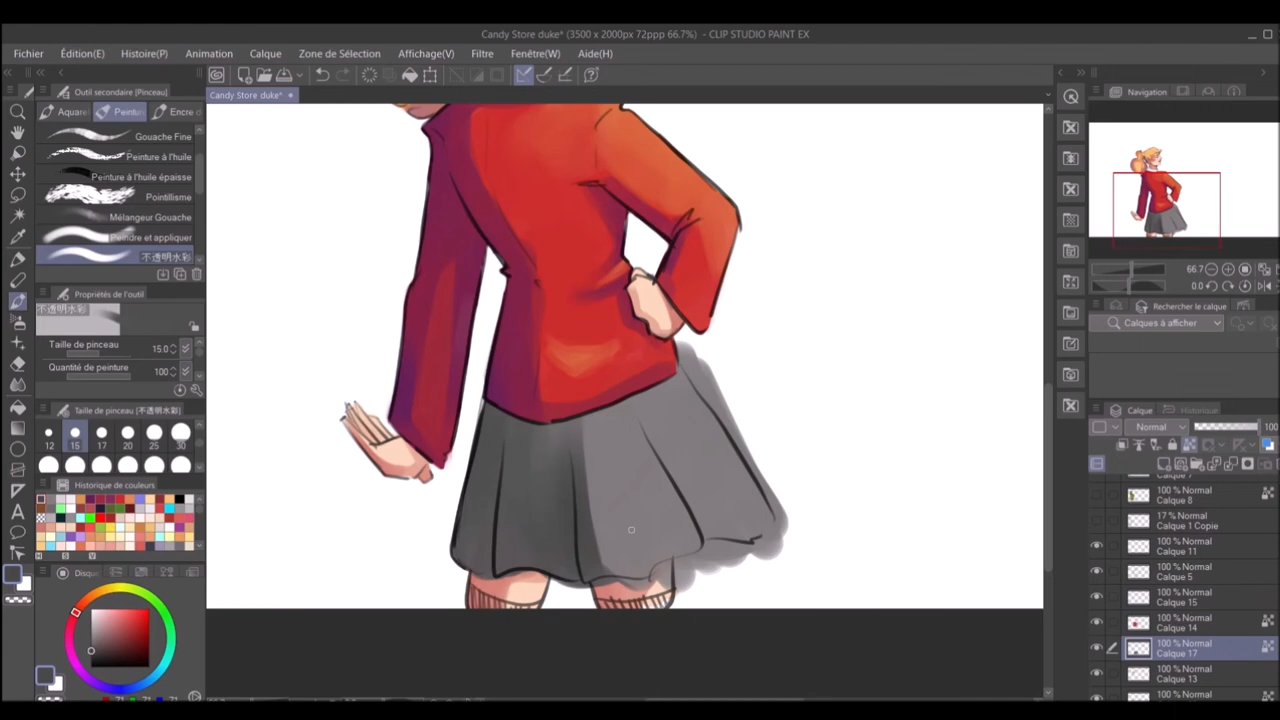 Candy Store duke* (3500 x 2000px 72ppp 66.7%) - CLIP STUDIO PAINT EX
Fichier Édition(E) Histoire(P) Animation Calque Zone de Sélection Affichage(V) Filtre Fenêtre(W) Aide(H)
Outil secondaire [Pinceau]
Candy Store duke*
Navigation
Aquare Peintu Encre
Gouache Fine
Peinture à l'huile
Peinture à l'huile épaisse
Pointillisme
Mélangeur Gouache
Peindre et appliquer
不透明水彩
66.7
0.0
Propriétés de l'outil
不透明水彩
Rechercher le calque
Calques à afficher
Taille de pinceau 15.0
Quantité de peinture 100
Taille de pinceau [不透明水彩]
12 15 17 20 25 30
Calque Historique
Normal 100
Historique de couleurs
Calque 7
100 % Normal
Calque 8
17 % Normal
Calque 1 Copie
100 % Normal
Calque 11
100 % Normal
Calque 5
100 % Normal
Calque 15
100 % Normal
Calque 14
100 % Normal
Calque 17
100 % Normal
Calque 13
100 % Normal
H S V
Disqu
71 71 71